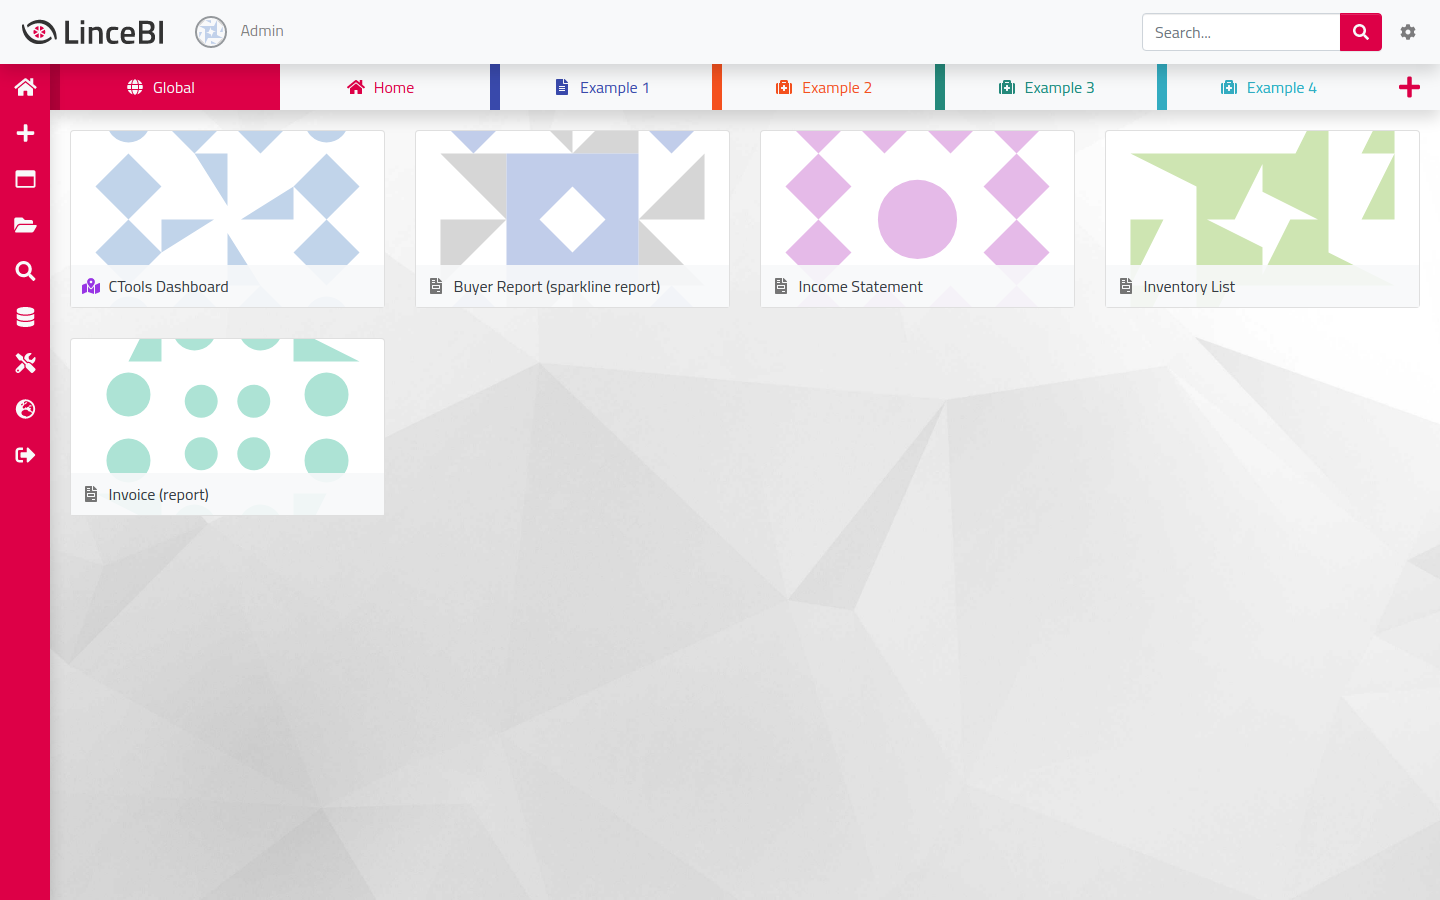 LinceBI
Admin
Search...
Global
Home
Example 1
Example 2
Example 3
Example 4
CTools Dashboard
Buyer Report (sparkline report)
Income Statement
Inventory List
Invoice (report)